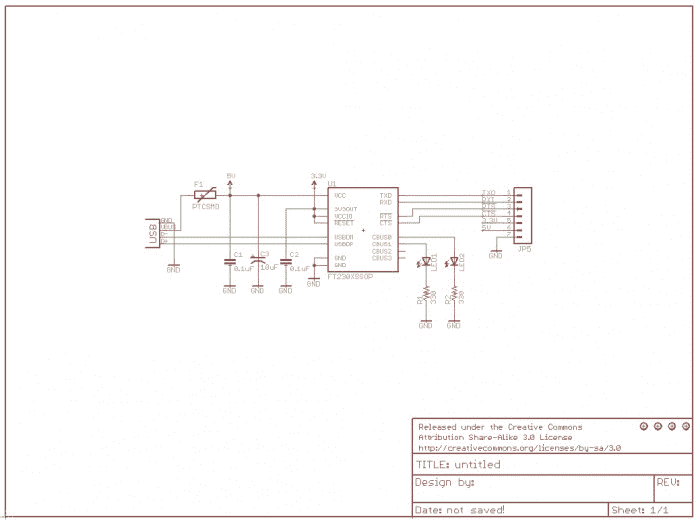 5V
3.3V
F1
PTCSMD
U1
VCC
3V3OUT
VCCIO
RESET
USBDM
USBDP
GND
GND
TXD
RXD
RTS
CTS
CBUS0
CBUS1
CBUS2
CBUS3
FT230XSSOP
USB
GND
VBUS
D-
D+
GND
C1
0.1uF
GND
C3
10uF
GND
C2
0.1uF
GND
GND
LED1
LED2
R1
330
R2
330
GND
GND
TXO
RTS
CTS
3.3V
5V
1
2
3
4
5
6
7
GND
JP5
Released under the Creative Commons
Attribution Share-Alike 3.0 License
http://creativecommons.org/licenses/by-sa/3.0
TITLE: untitled
Design by:
REV:
Date: not saved!
Sheet: 1/1